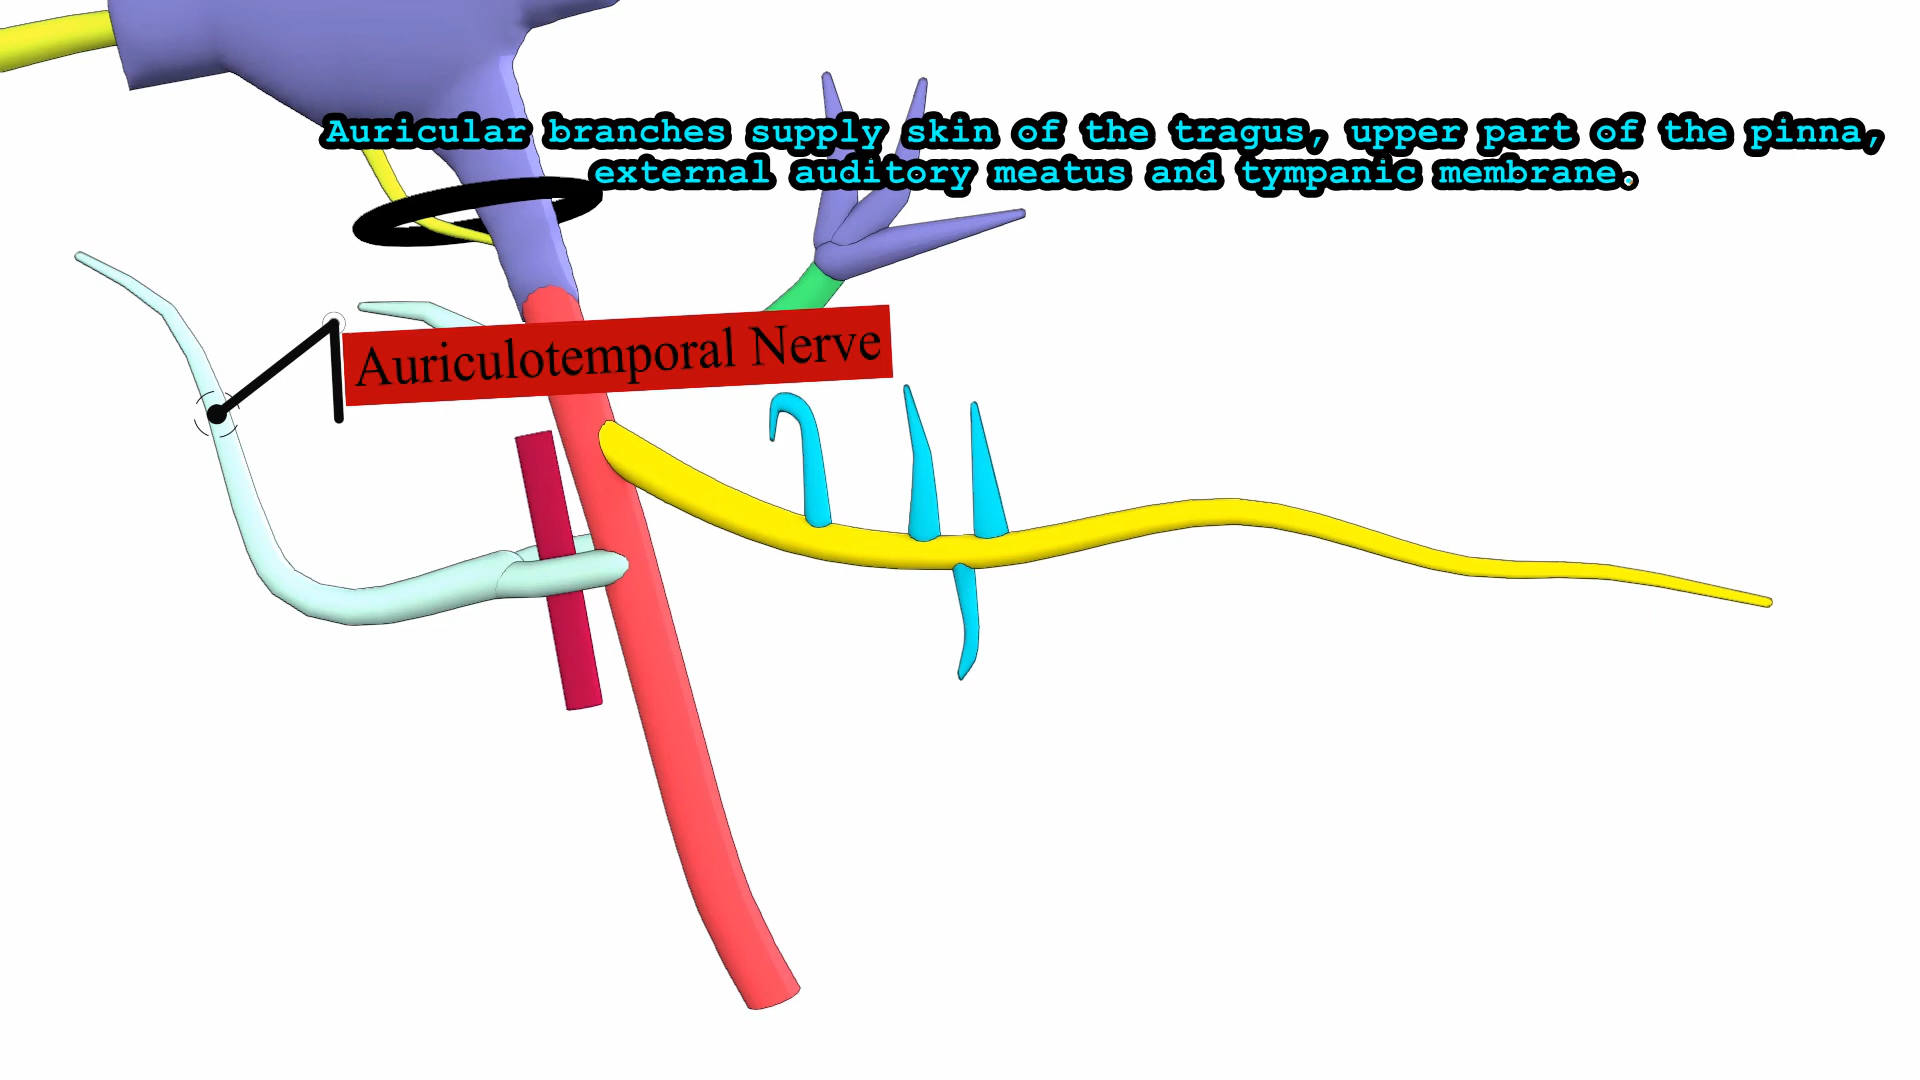 Auricular branches supply skin of the tragus, upper part of the pinna,
external auditory meatus and tympanic membrane.
Auriculotemporal Nerve